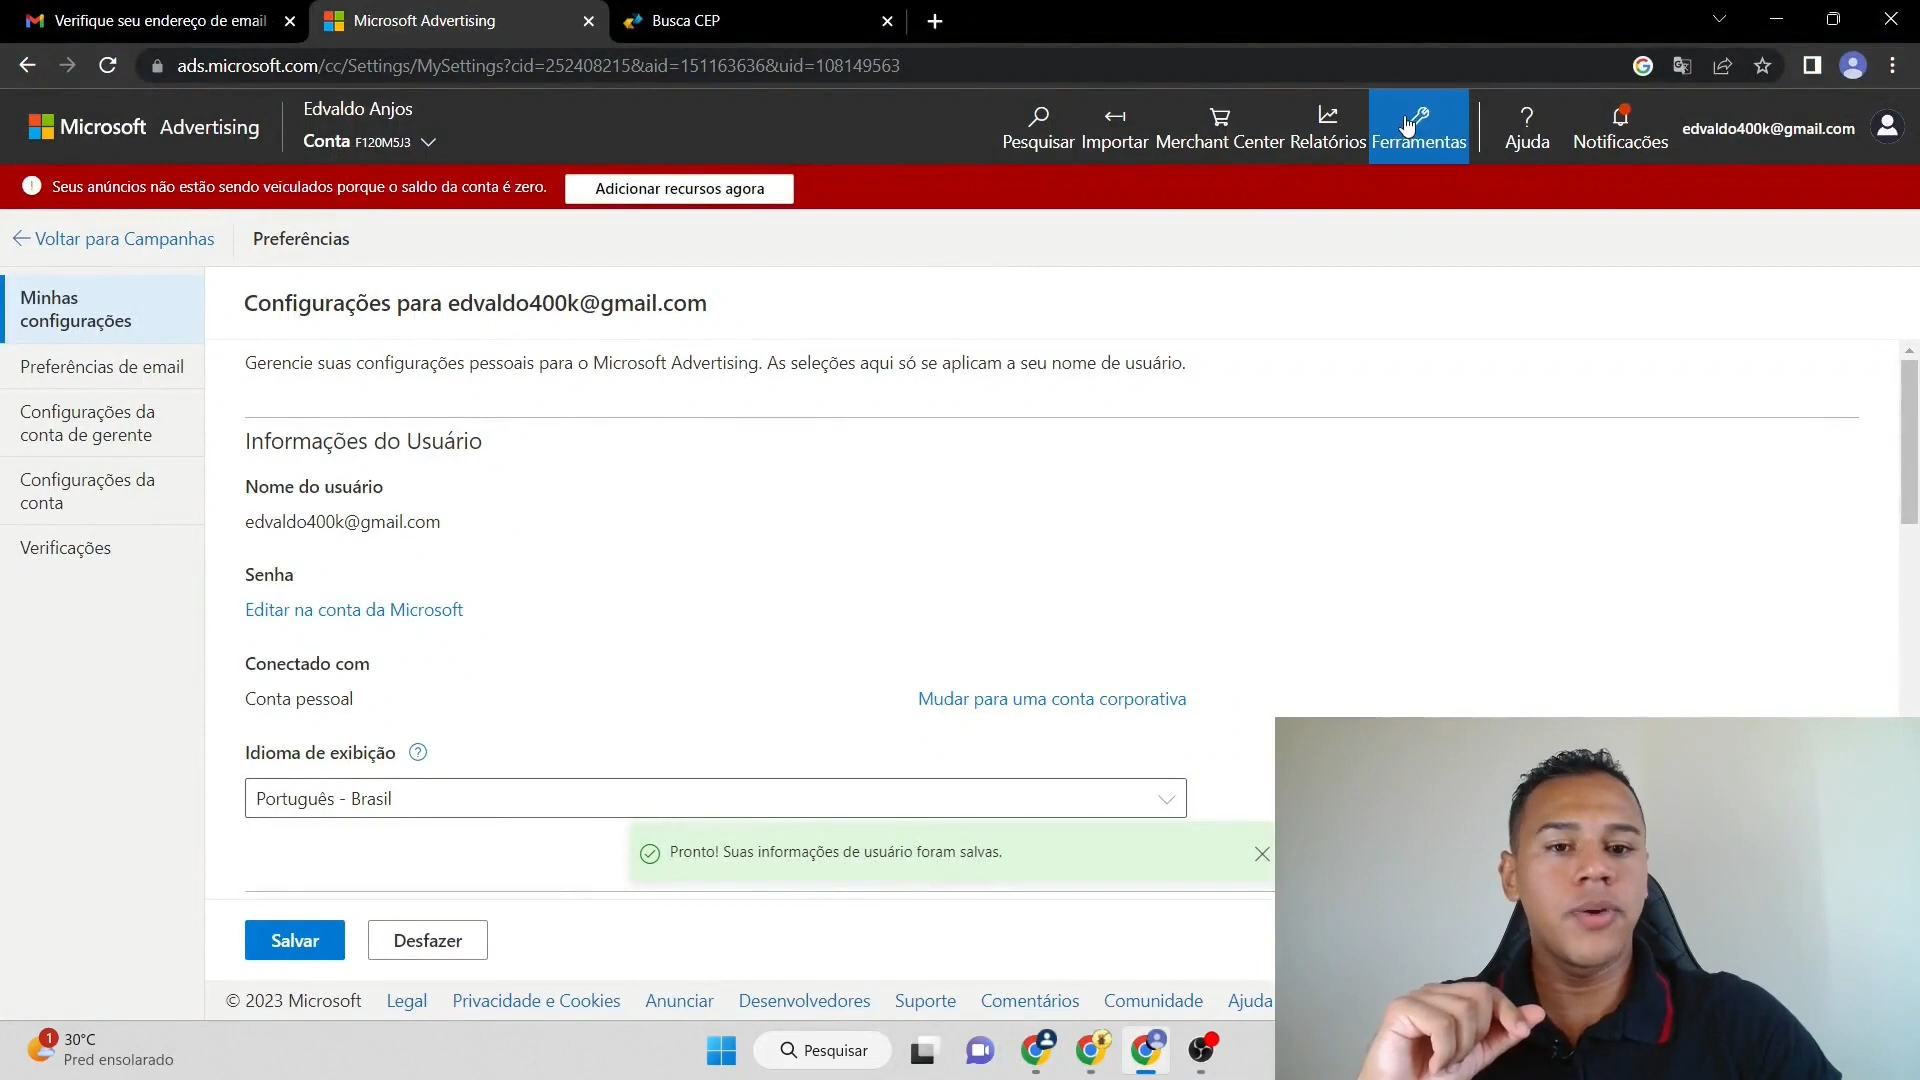 Verifique seu endereço de email
Microsoft Advertising
Busca CEP
ads.microsoft.com/cc/Settings/MySettings?cid=252408215&aid=151163636&uid=108149563
Microsoft Advertising
Edvaldo Anjos
Conta F120M5J3
Pesquisar
Importar
Merchant Center
Relatórios
Ferramentas
Ajuda
Notificações
edvaldo400k@gmail.com
Seus anúncios não estão sendo veiculados porque o saldo da conta é zero.
Adicionar recursos agora
Voltar para Campanhas
Preferências
Minhas
configurações
Preferências de email
Configurações da
conta de gerente
Configurações da
conta
Verificações
Configurações para edvaldo400k@gmail.com
Gerencie suas configurações pessoais para o Microsoft Advertising. As seleções aqui só se aplicam a seu nome de usuário.
Informações do Usuário
Nome do usuário
edvaldo400k@gmail.com
Senha
Editar na conta da Microsoft
Conectado com
Conta pessoal
Mudar para uma conta corporativa
Idioma de exibição ?
Português - Brasil
Pronto! Suas informações de usuário foram salvas.
Salvar
Desfazer
© 2023 Microsoft
Legal
Privacidade e Cookies
Anunciar
Desenvolvedores
Suporte
Comentários
Comunidade
Ajuda
1
30°C
Pred ensolarado
Pesquisar